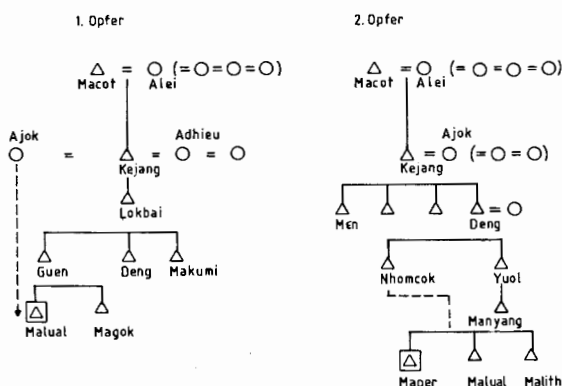 1. Opfer
Macot = Alei (= = = )
Ajok
=
Kejang
Adhieu
= =
Lokbai
Guen Deng Makumi
Malual Magok
2. Opfer
Macot = Alei (= = = )
Ajok
Kejang = (= = )
Men Deng =
Nhomcok Yuol
Manyang
Maper Malual Malith